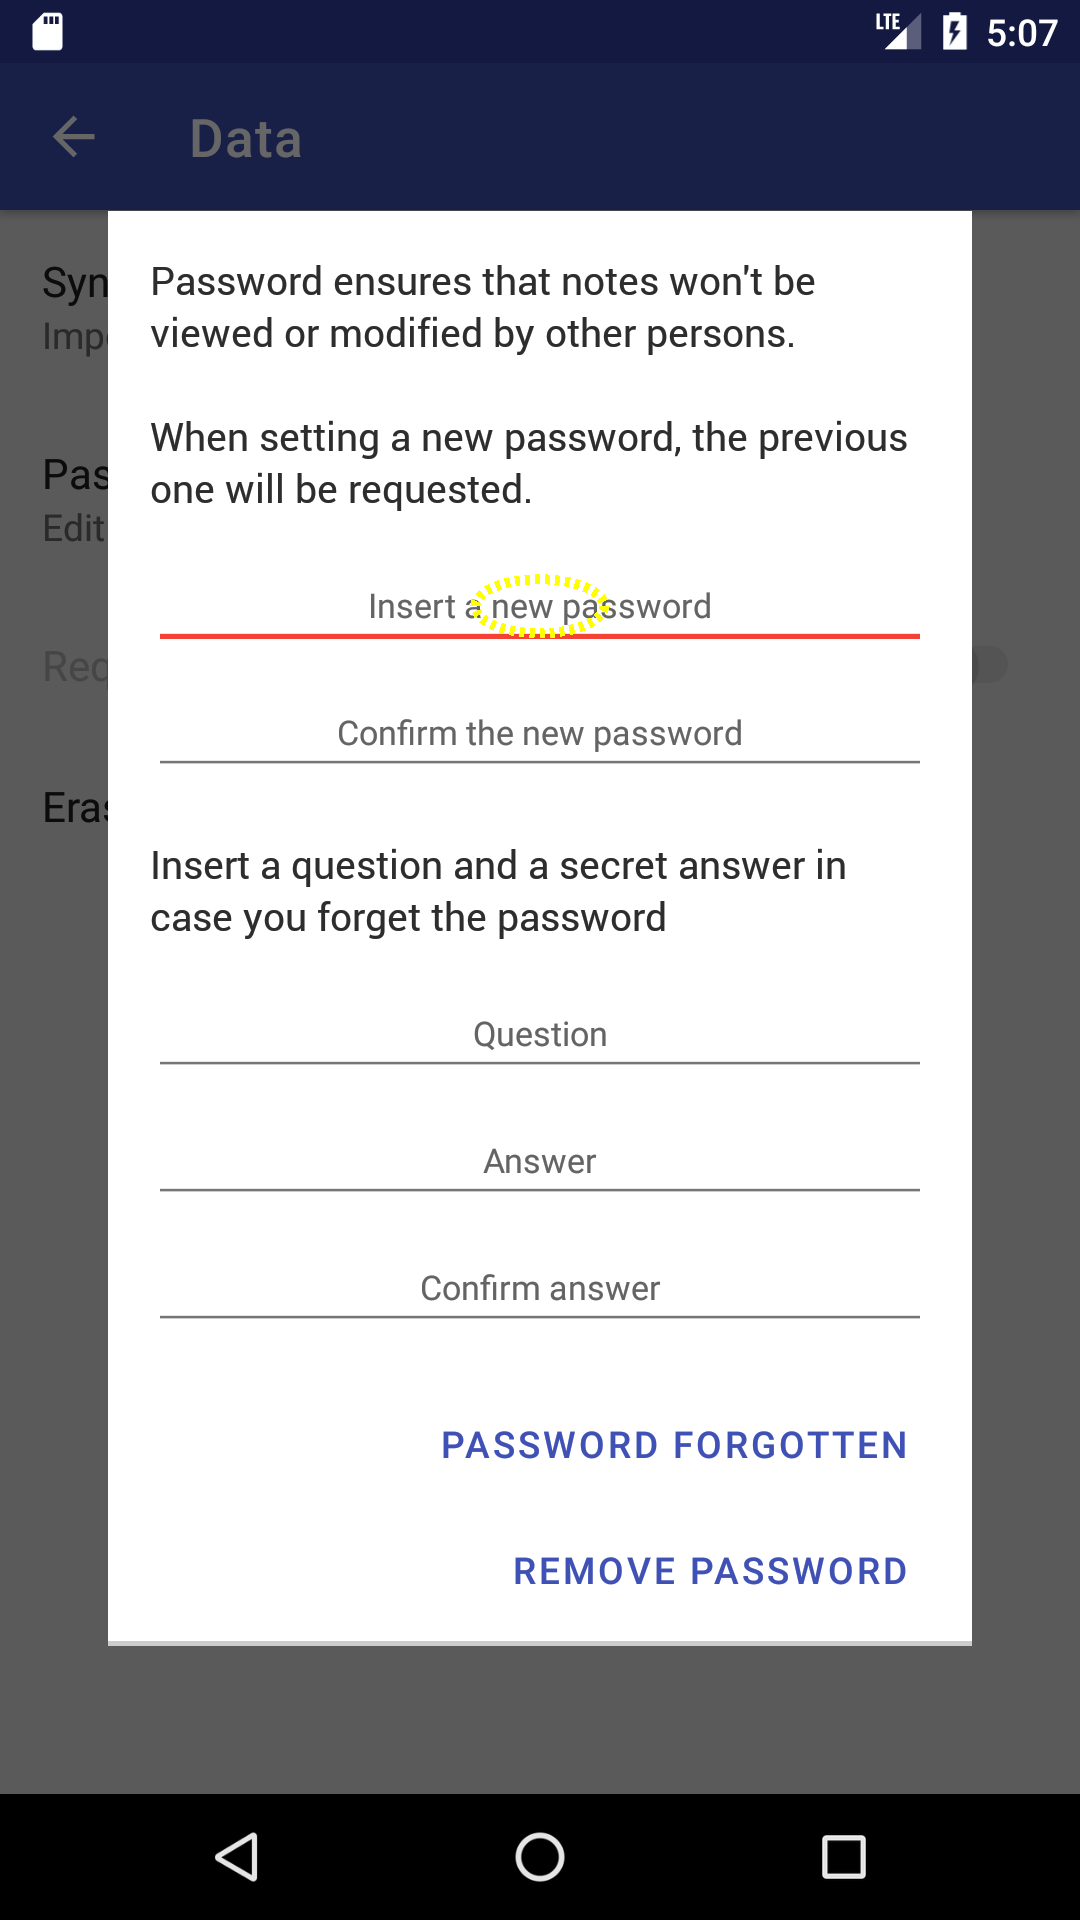 LTE 5:07
Data
Password ensures that notes won't be
viewed or modified by other persons.
When setting a new password, the previous
one will be requested.
Insert a new password
Confirm the new password
Insert a question and a secret answer in
case you forget the password
Question
Answer
Confirm answer
PASSWORD FORGOTTEN
REMOVE PASSWORD
Syn
Imp
Pas
Edit
Req
Eras